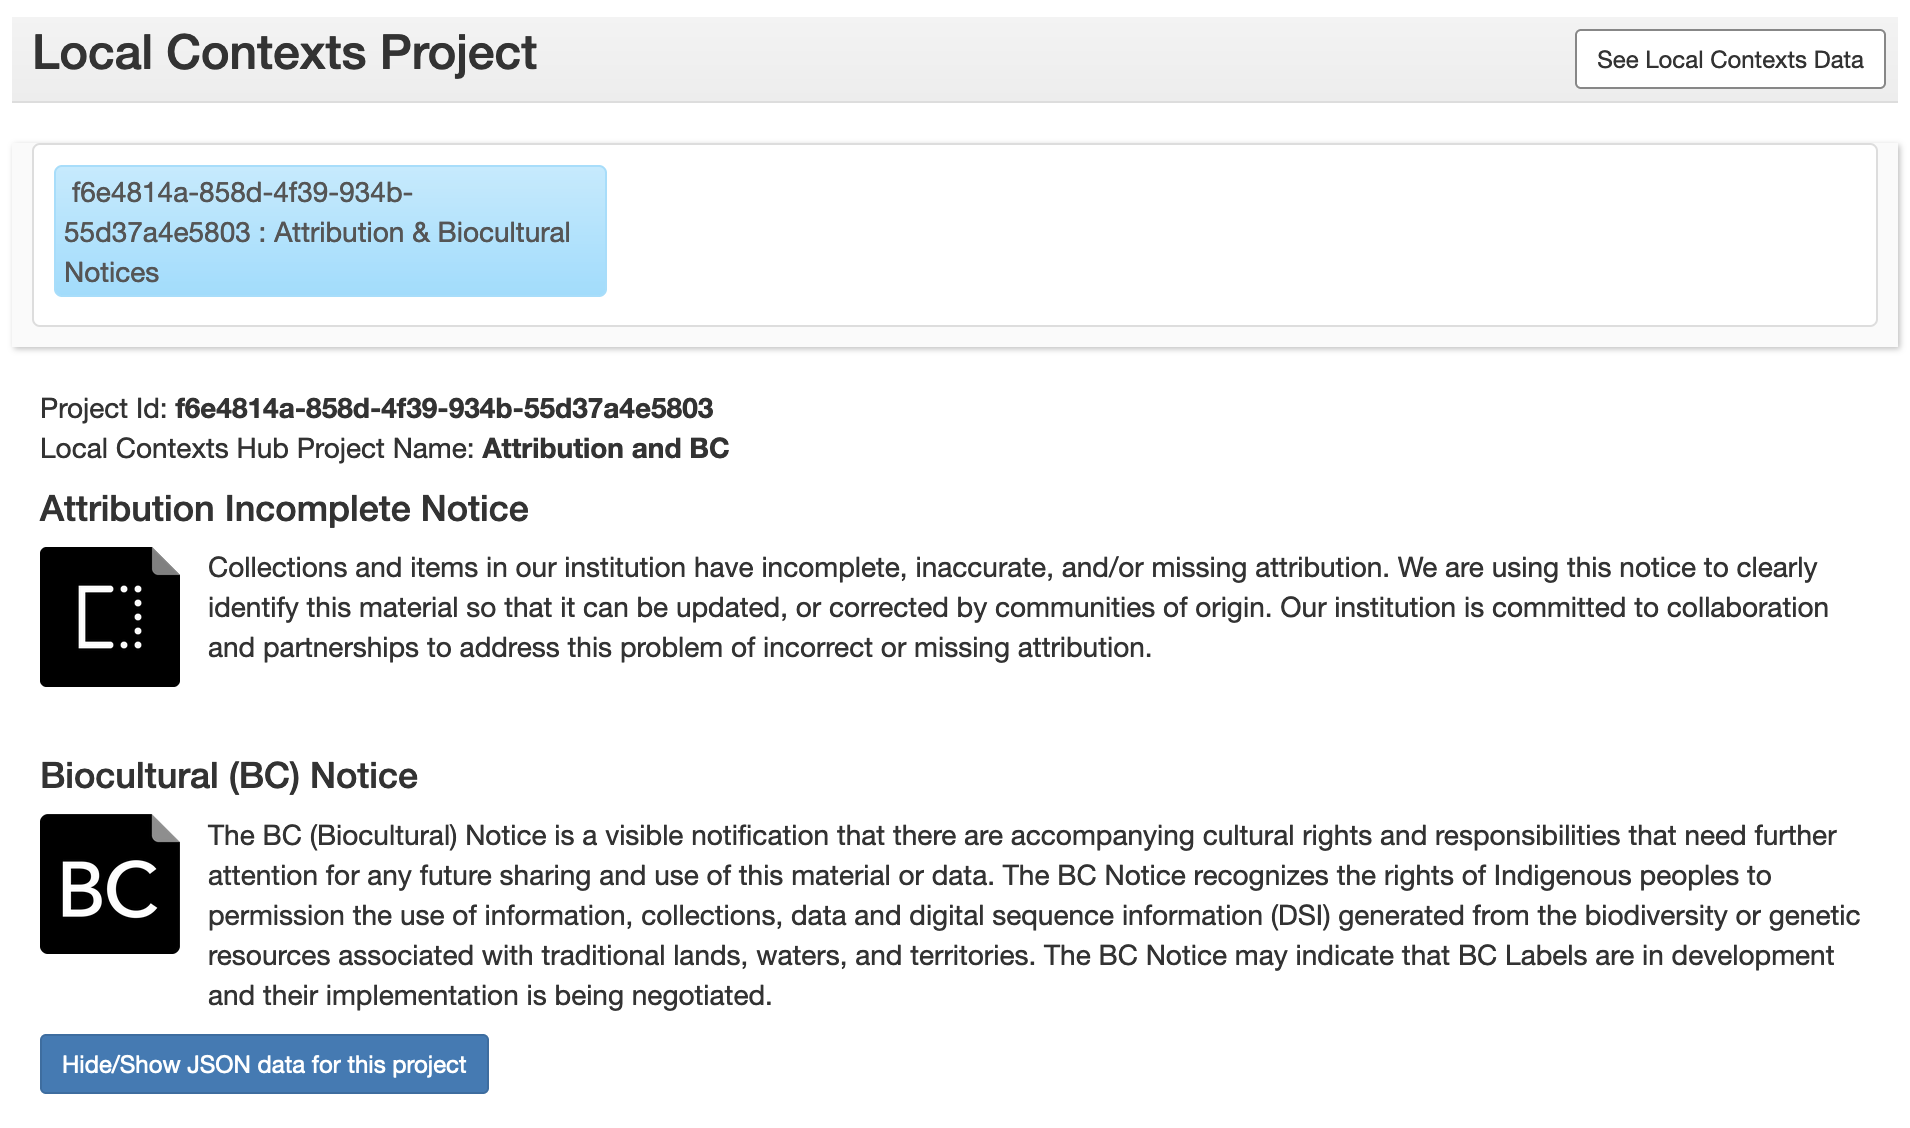 Local Contexts Project
See Local Contexts Data
f6e4814a-858d-4f39-934b-
55d37a4e5803 : Attribution & Biocultural
Notices
Project Id: f6e4814a-858d-4f39-934b-55d37a4e5803
Local Contexts Hub Project Name: Attribution and BC
Attribution Incomplete Notice
Collections and items in our institution have incomplete, inaccurate, and/or missing attribution. We are using this notice to clearly
identify this material so that it can be updated, or corrected by communities of origin. Our institution is committed to collaboration
and partnerships to address this problem of incorrect or missing attribution.
Biocultural (BC) Notice
BC
The BC (Biocultural) Notice is a visible notification that there are accompanying cultural rights and responsibilities that need further
attention for any future sharing and use of this material or data. The BC Notice recognizes the rights of Indigenous peoples to
permission the use of information, collections, data and digital sequence information (DSI) generated from the biodiversity or genetic
resources associated with traditional lands, waters, and territories. The BC Notice may indicate that BC Labels are in development
and their implementation is being negotiated.
Hide/Show JSON data for this project